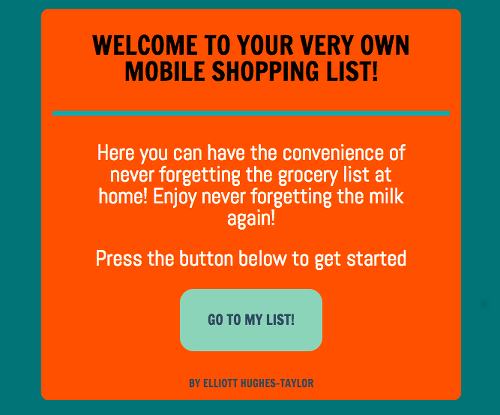 WELCOME TO YOUR VERY OWN
MOBILE SHOPPING LIST!
Here you can have the convenience of
never forgetting the grocery list at
home! Enjoy never forgetting the milk
again!
Press the button below to get started
GO TO MY LIST!
BY ELLIOTT HUGHES-TAYLOR